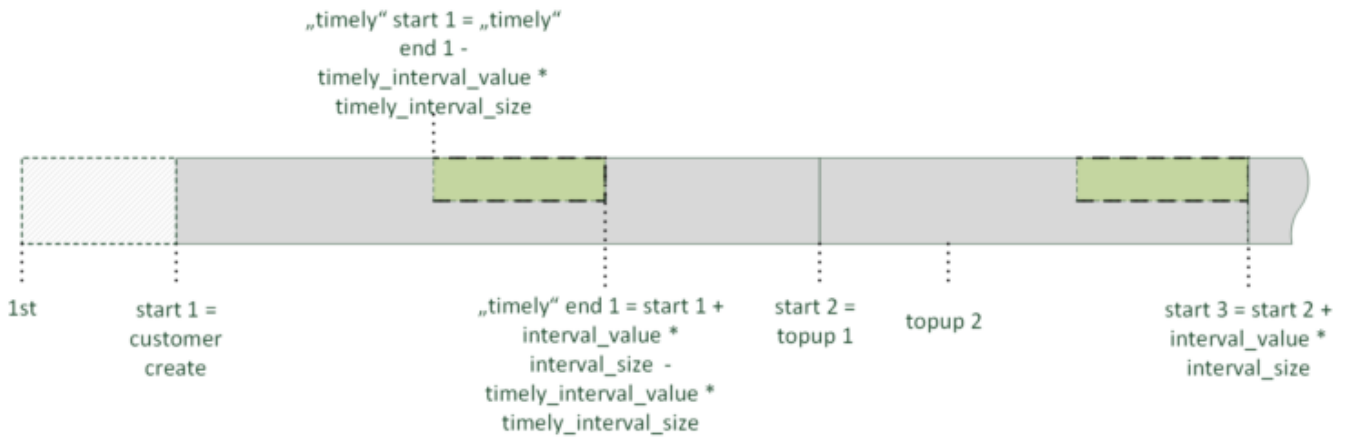 „timely“ start 1 = „timely“
end 1 -
timely_interval_value *
timely_interval_size
1st
start 1 =
customer
create
„timely“ end 1 = start 1 +
interval_value *
interval_size -
timely_interval_value *
timely_interval_size
start 2 =
topup 1
topup 2
start 3 = start 2 +
interval_value *
interval_size